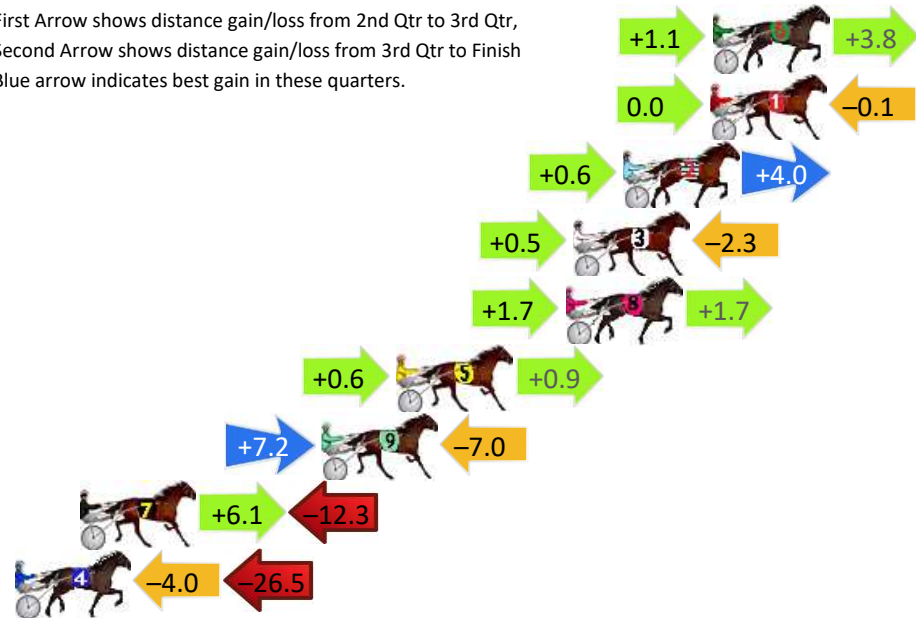 First Arrow shows distance gain/loss from 2nd Qtr to 3rd Qtr,
Second Arrow shows distance gain/loss from 3rd Qtr to Finish
Blue arrow indicates best gain in these quarters.
+1.1 +3.8
0.0 1 –0.1
+0.6 2 +4.0
+0.5 3 –2.3
+1.7 8 +1.7
+0.6 5 +0.9
+7.2 9 –7.0
7 +6.1 –12.3
4 –4.0 –26.5